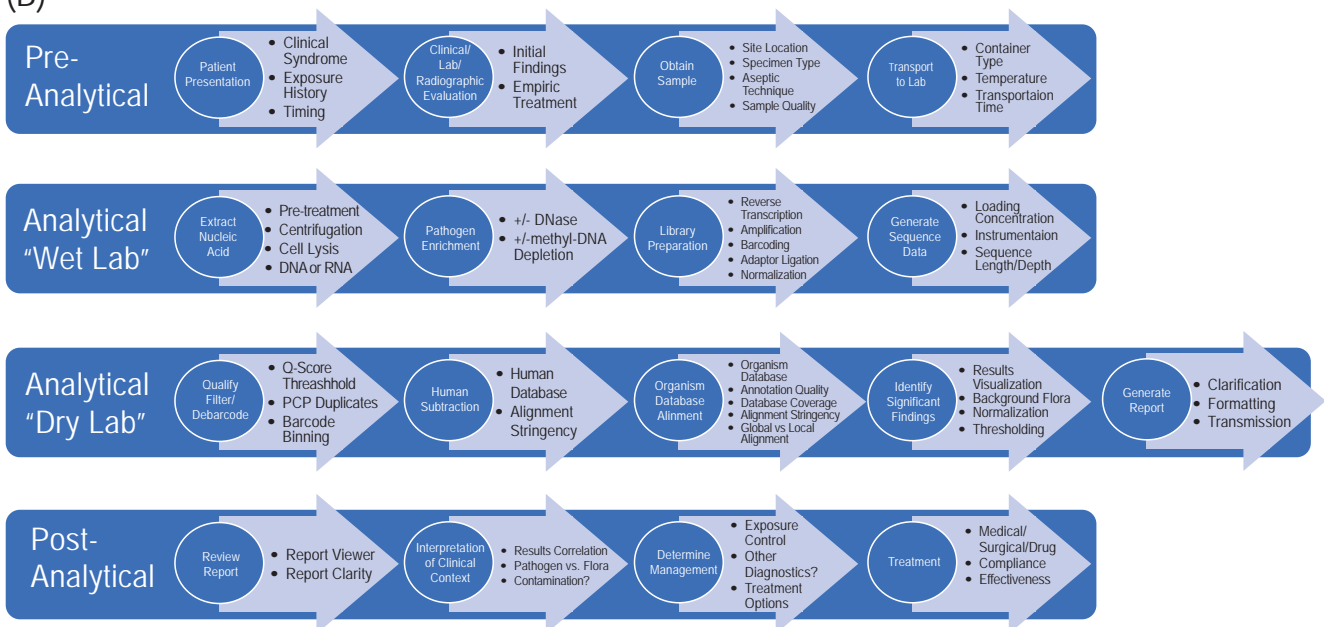 (D)
Pre-
Analytical
Patient
Presentation
• Clinical
Syndrome
• Exposure
History
• Timing
Clinical/
Lab/
Radiographic
Evaluation
• Initial
Findings
• Empiric
Treatment
Obtain
Sample
• Site Location
• Specimen Type
• Aseptic
Technique
• Sample Quality
Transport
to Lab
• Container
Type
• Temperature
• Transportaion
Time
Analytical
"Wet Lab"
Extract
Nucleic
Acid
• Pre-treatment
• Centrifugation
• Cell Lysis
• DNA or RNA
Pathogen
Enrichment
• +/- DNase
• +/-methyl-DNA
Depletion
Library
Preparation
• Reverse
Transcription
• Amplification
• Barcoding
• Adaptor Ligation
• Normalization
Generate
Sequence
Data
• Loading
Concentration
• Instrumentaion
• Sequence
Length/Depth
Analytical
"Dry Lab"
Qualify
Filter/
Debarcode
• Q-Score
Threashhold
• PCP Duplicates
• Barcode
Binning
Human
Subtraction
• Human
Database
• Alignment
Stringency
Organism
Database
Alinment
• Organism
Database
• Annotation Quality
• Database Coverage
• Alignment Stringency
• Global vs Local
Alignment
Identify
Significant
Findings
• Results
Visualization
• Background Flora
• Normalization
• Thresholding
Generate
Report
• Clarification
• Formatting
• Transmission
Post-
Analytical
Review
Report
• Report Viewer
• Report Clarity
Interpretation
of Clinical
Context
• Results Correlation
• Pathogen vs. Flora
• Contamination?
Determine
Management
• Exposure
Control
• Other
Diagnostics?
• Treatment
Options
Treatment
• Medical/
Surgical/Drug
• Compliance
• Effectiveness